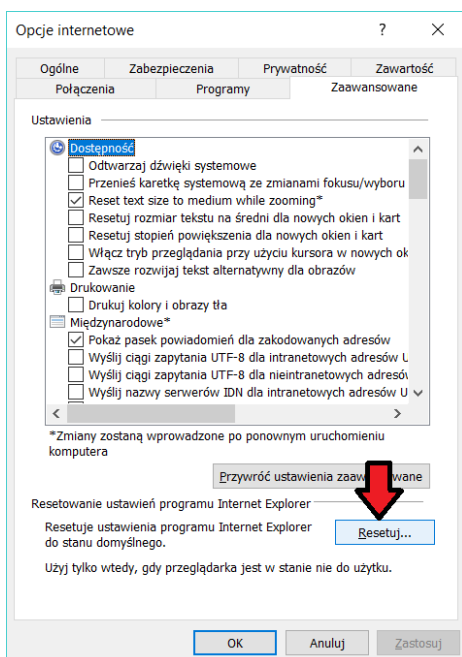 Opcje internetowe
Ogólne Zabezpieczenia Prywatność Zawartość
Połączenia Programy Zaawansowane
Ustawienia
Dostępność
Odtwarzaj dźwięki systemowe
Przenieś karetkę systemową ze zmianami fokusu/wyboru
Reset text size to medium while zooming*
Resetuj rozmiar tekstu na średni dla nowych okien i kart
Resetuj stopień powiększenia dla nowych okien i kart
Włącz tryb przeglądania przy użyciu kursora w nowych ok
Zawsze rozwijaj tekst alternatywny dla obrazów
Drukowanie
Drukuj kolory i obrazy tła
Międzynarodowe*
Pokaż pasek powiadomień dla zakodowanych adresów
Wyślij ciągi zapytania UTF-8 dla intranetowych adresów U
Wyślij ciągi zapytania UTF-8 dla nieintranetowych adresów
Wyślij nazwy serwerów IDN dla intranetowych adresów U
*Zmiany zostaną wprowadzone po ponownym uruchomieniu
komputera
Przywróć ustawienia zaaw wane
Resetowanie ustawień programu Internet Explor
Resetuje ustawienia programu Internet Explorer
do stanu domyślnego.
Resetuj...
Użyj tylko wtedy, gdy przeglądarka jest w stanie nie do użytku.
OK Anuluj Zastosuj